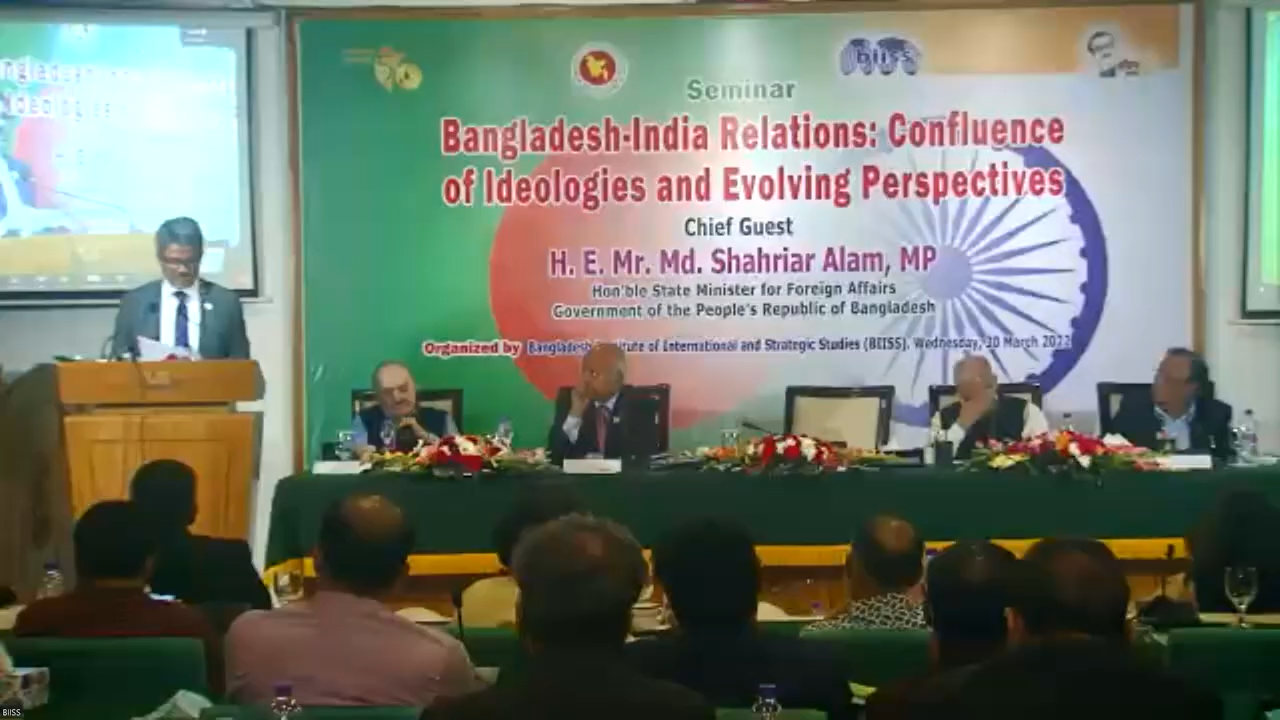 biiss
Seminar
Bangladesh-India Relations: Confluence
of Ideologies and Evolving Perspectives
Chief Guest
H. E. Mr. Md. Shahriar Alam, MP
Hon'ble State Minister for Foreign Affairs
Government of the People's Republic of Bangladesh
Organized by Bangladesh Institute of International and Strategic Studies (BIISS). Wednesday, 30 March 2022
BIISS